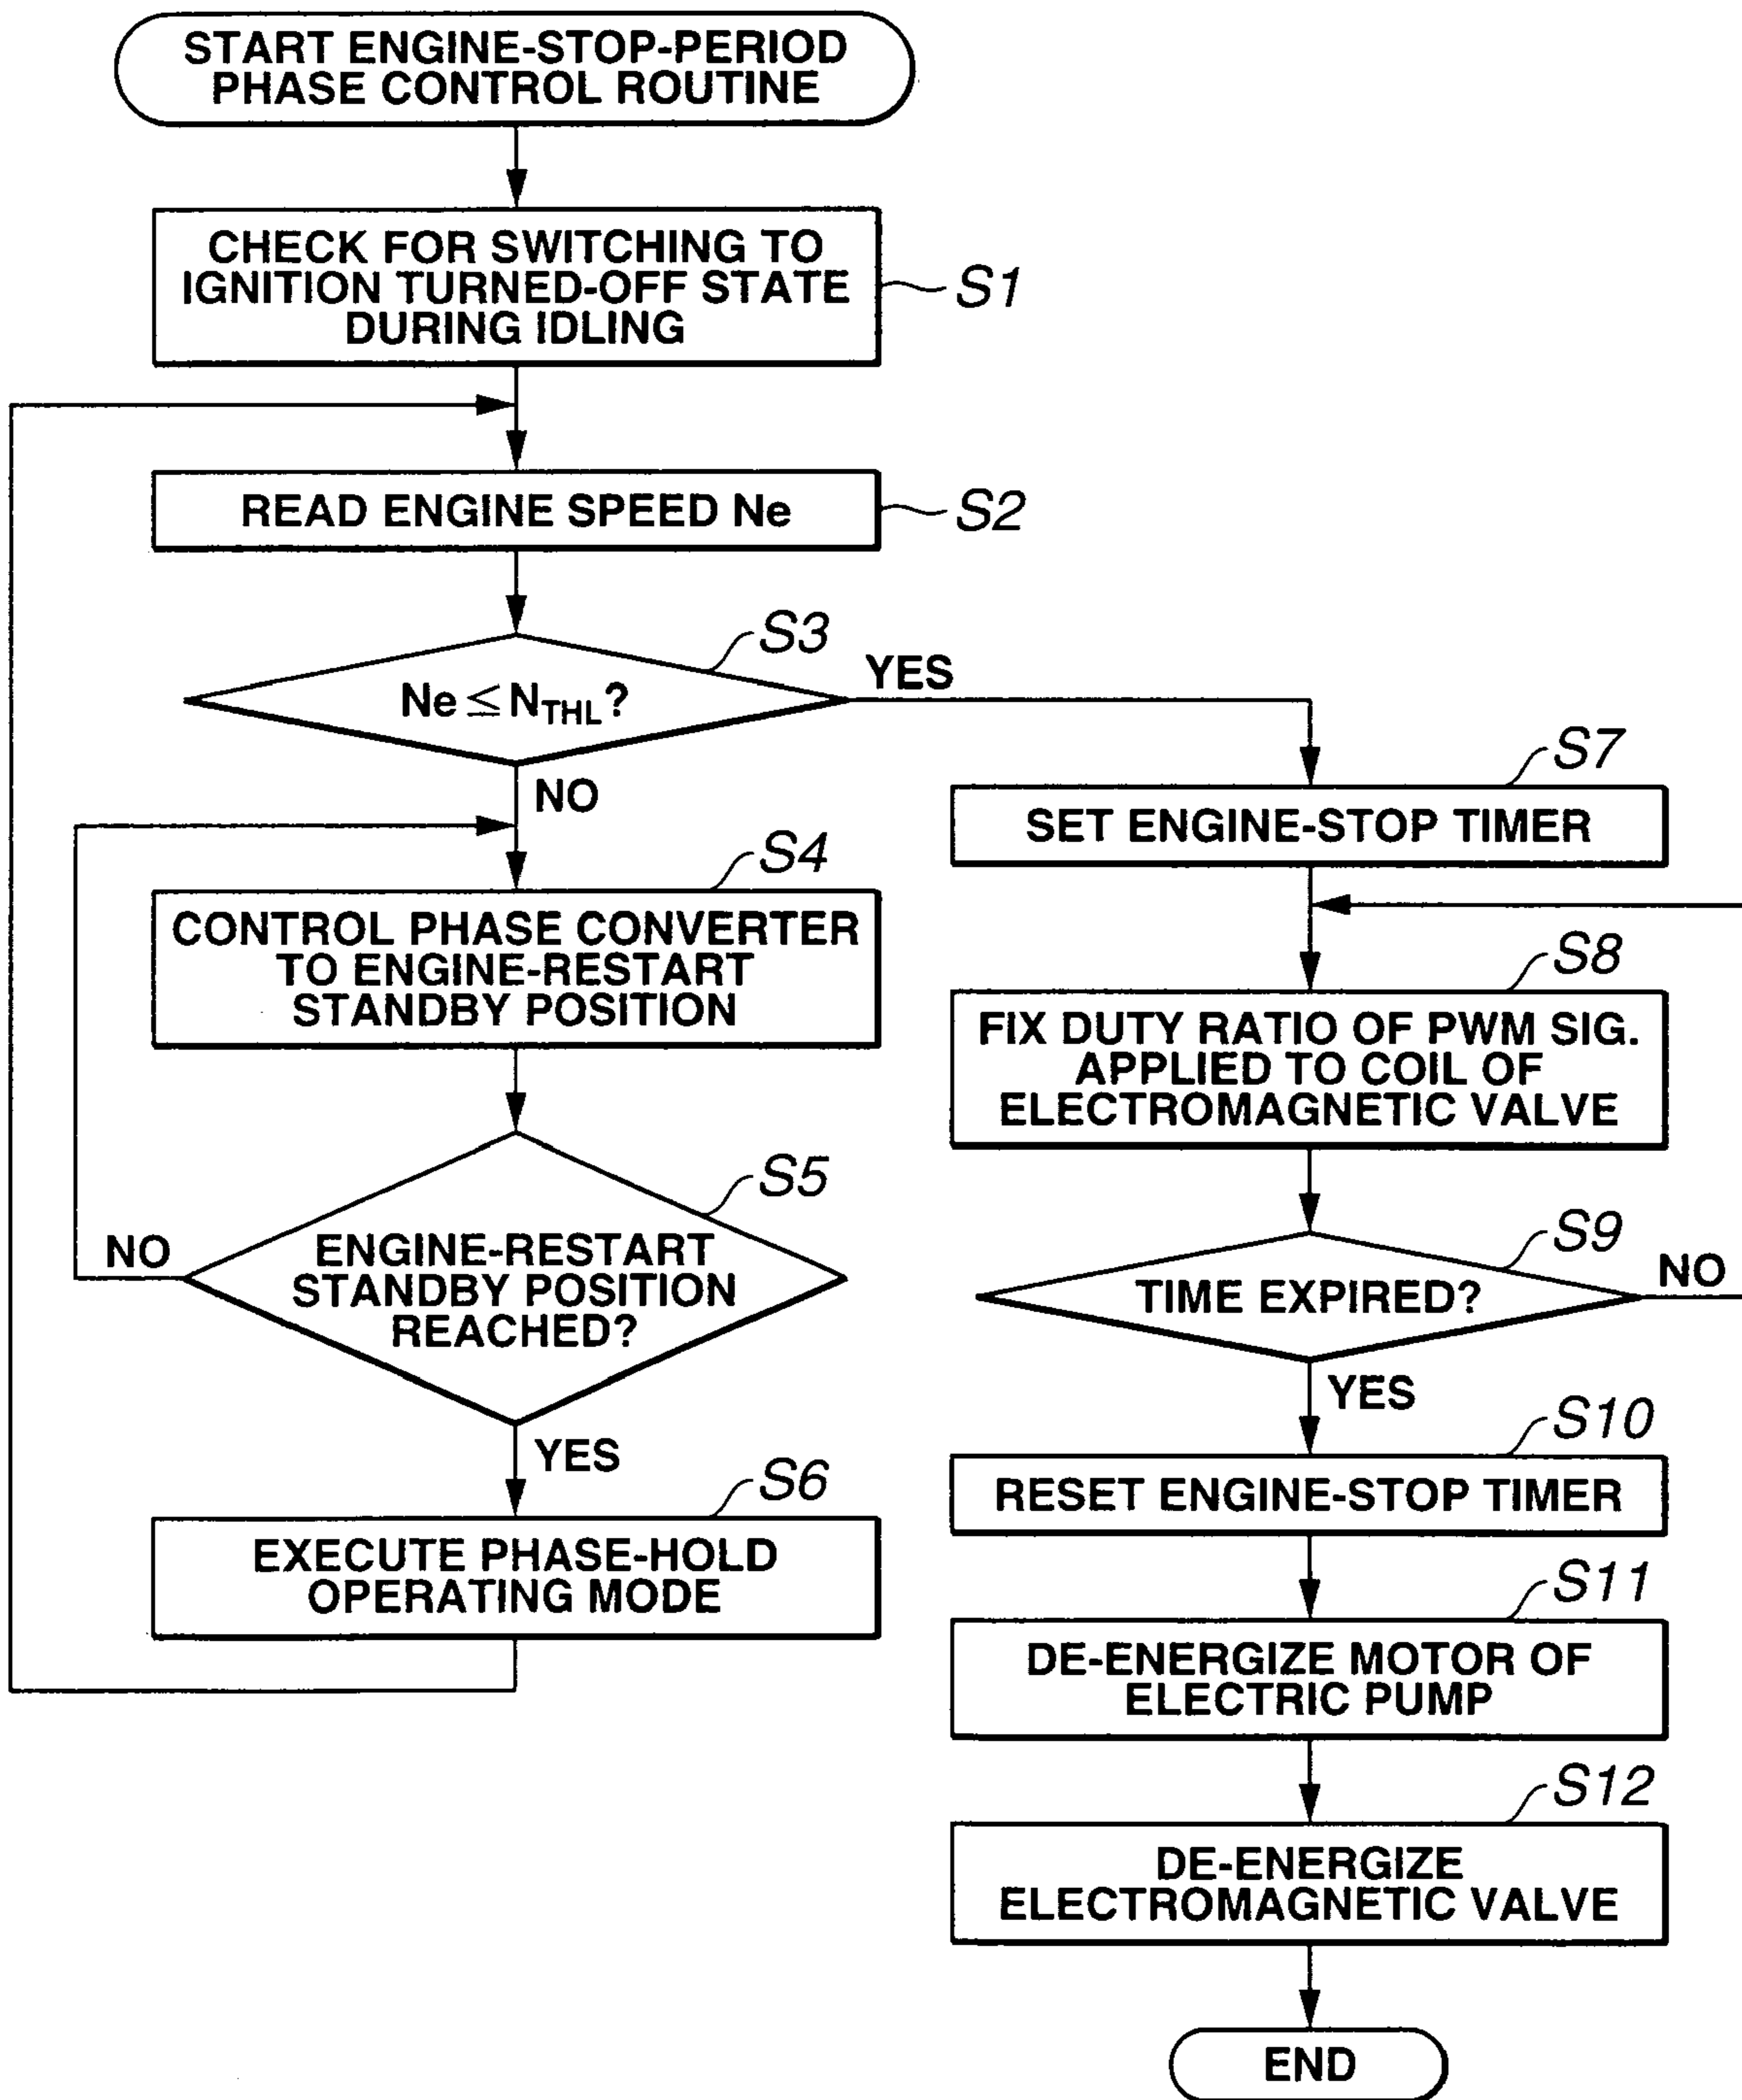 START ENGINE-STOP-PERIOD
PHASE CONTROL ROUTINE
CHECK FOR SWITCHING TO
IGNITION TURNED-OFF STATE
DURING IDLING
S1
READ ENGINE SPEED Ne
S2
S3
Ne ≦ NTHL?
YES
NO
S4
CONTROL PHASE CONVERTER
TO ENGINE-RESTART
STANDBY POSITION
S5
ENGINE-RESTART
STANDBY POSITION
REACHED?
NO
YES
S6
EXECUTE PHASE-HOLD
OPERATING MODE
S7
SET ENGINE-STOP TIMER
S8
FIX DUTY RATIO OF PWM SIG.
APPLIED TO COIL OF
ELECTROMAGNETIC VALVE
S9
TIME EXPIRED?
NO
YES
S10
RESET ENGINE-STOP TIMER
S11
DE-ENERGIZE MOTOR OF
ELECTRIC PUMP
S12
DE-ENERGIZE
ELECTROMAGNETIC VALVE
END